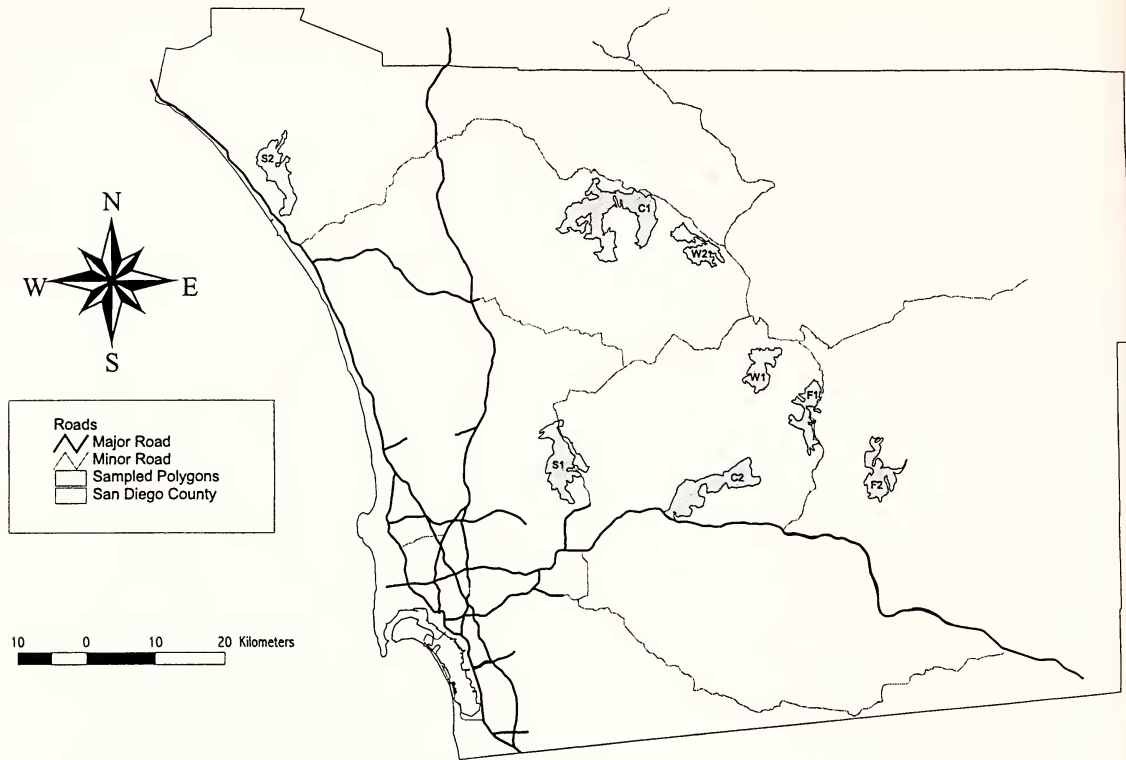 S2
C1
N
W21
W
E
S
W1
F1
Roads
Major Road
Minor Road
Sampled Polygons
San Diego County
S1
C2
F2
10 0 10 20 Kilometers